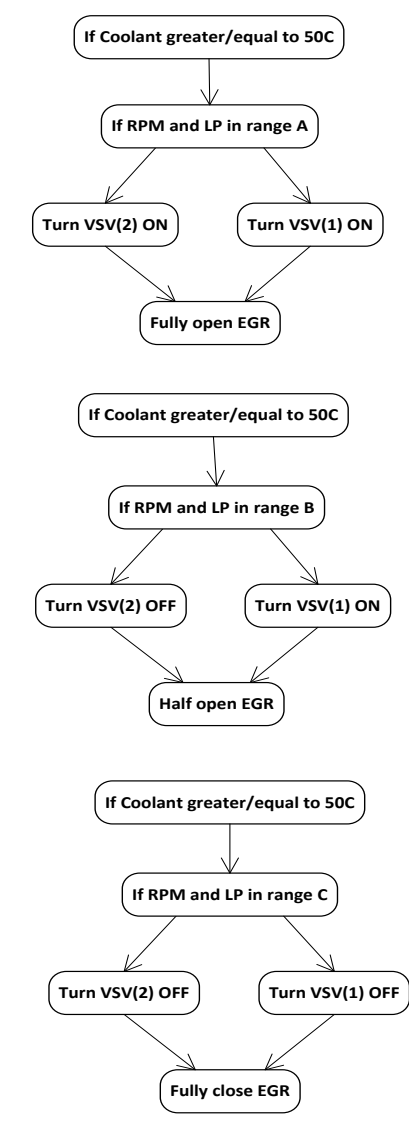 If Coolant greater/equal to 50C
If RPM and LP in range A
Turn VSV(2) ON
Turn VSV(1) ON
Fully open EGR
If Coolant greater/equal to 50C
If RPM and LP in range B
Turn VSV(2) OFF
Turn VSV(1) ON
Half open EGR
If Coolant greater/equal to 50C
If RPM and LP in range C
Turn VSV(2) OFF
Turn VSV(1) OFF
Fully close EGR